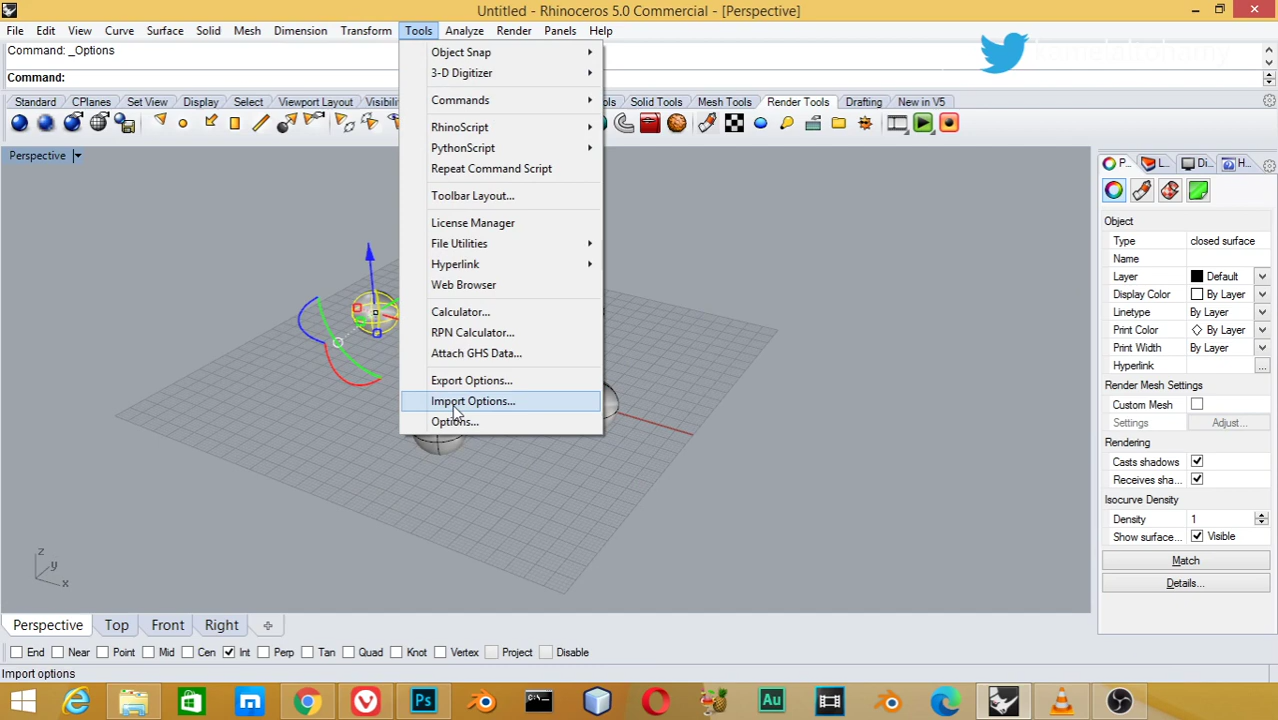 Untitled - Rhinoceros 5.0 Commercial - [Perspective]
File Edit View Curve Surface Solid Mesh Dimension Transform Tools Analyze Render Panels Help
Command: _Options
Command:
kamelaltohamy
Standard CPlanes Set View Display Select Viewport Layout Visibili
Solid Tools Mesh Tools Render Tools Drafting New in V5
Object Snap
3-D Digitizer
Commands
RhinoScript
PythonScript
Repeat Command Script
Toolbar Layout...
License Manager
File Utilities
Hyperlink
Web Browser
Calculator...
RPN Calculator...
Attach GHS Data...
Export Options...
Import Options...
Options...
Perspective
z
y
x
P... L... Di... H...
Object
Type closed surface
Name
Layer Default
Display Color By Layer
Linetype By Layer
Print Color By Layer
Print Width By Layer
Hyperlink ...
Render Mesh Settings
Custom Mesh
Settings Adjust...
Rendering
Casts shadows
Receives sha...
Isocurve Density
Density 1
Show surface... Visible
Match
Details...
Perspective Top Front Right
End Near Point Mid Cen Int Perp Tan Quad Knot Vertex Project Disable
Import options
Ps Au